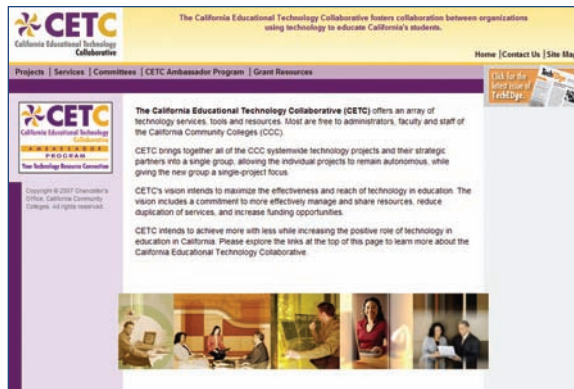 CETC
California Educational Technology
Collaborative
The California Educational Technology Collaborative fosters collaboration between organizations
using technology to educate California's students.
Home |Contact Us |Site Map
Projects | Services | Committees | CETC Ambassador Program | Grant Resources
Click for the
latest issue of
TechEdge.
TechEdge
CETC
California Educational Technology
Collaborative
AMBASSADOR
PROGRAM
Your Technology Resource Connection
Copyright © 2007 Chancellor's
Office, California Community
Colleges. All rights reserved.
The California Educational Technology Collaborative (CETC) offers an array of
technology services, tools and resources. Most are free to administrators, faculty and staff of
the California Community Colleges (CCC).
CETC brings together all of the CCC systemwide technology projects and their strategic
partners into a single group, allowing the individual projects to remain autonomous, while
giving the new group a single-project focus.
CETC's vision intends to maximize the effectiveness and reach of technology in education. The
vision includes a commitment to more effectively manage and share resources, reduce
duplication of services, and increase funding opportunities.
CETC intends to achieve more with less while increasing the positive role of technology in
education in California. Please explore the links at the top of this page to learn more about the
California Educational Technology Collaborative.